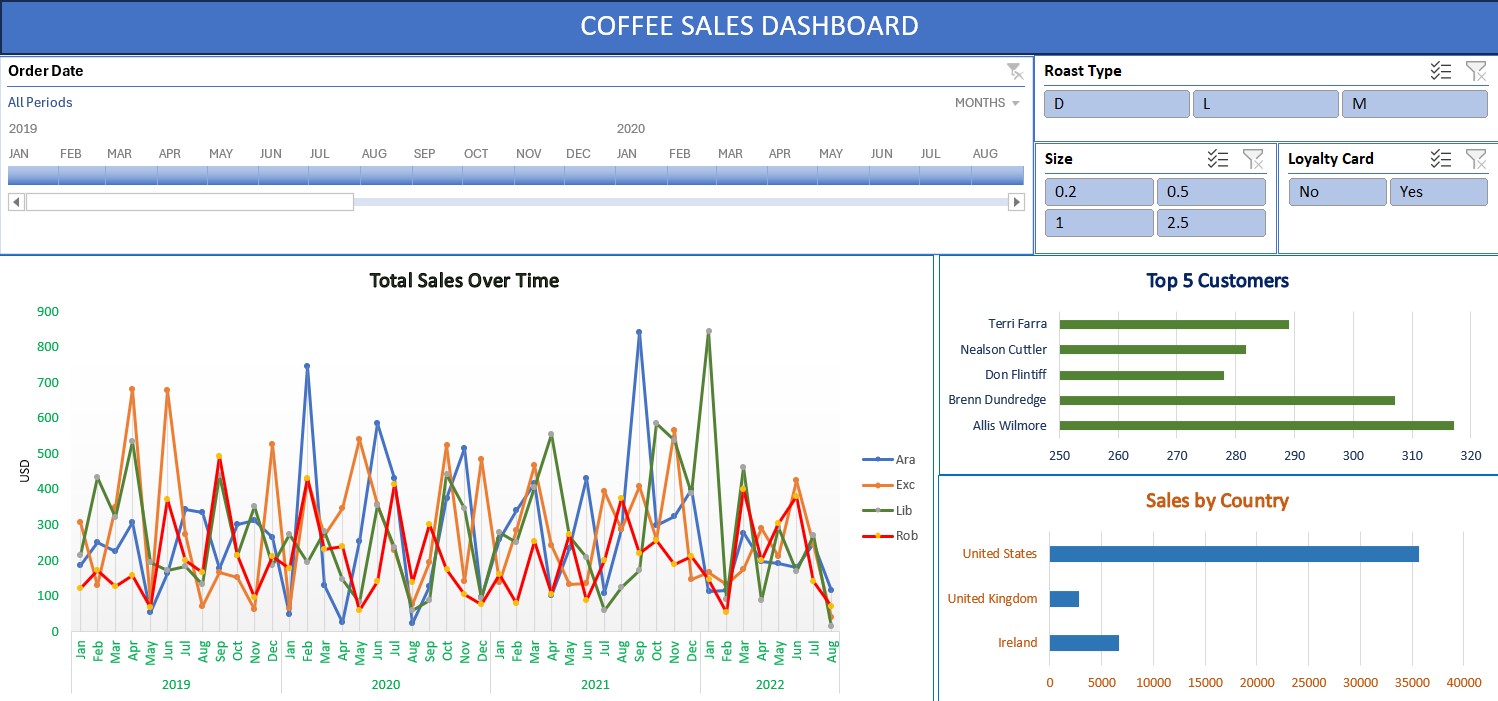 COFFEE SALES DASHBOARD
Order Date
All Periods
MONTHS
2019 2020
JAN FEB MAR APR MAY JUN JUL AUG SEP OCT NOV DEC JAN FEB MAR APR MAY JUN JUL AUG
Roast Type
D L M
Size
0.2 0.5
1 2.5
Loyalty Card
No Yes
Total Sales Over Time
900
800
700
600
500
400
300
200
100
0
USD
Jan Feb Mar Apr May Jun Jul Aug Sep Oct Nov Dec Jan Feb Mar Apr May Jun Jul Aug Sep Oct Nov Dec Jan Feb Mar Apr May Jun Jul Aug Sep Oct Nov Dec Jan Feb Mar Apr May Jun Jul Aug
2019 2020 2021 2022
Ara
Exc
Lib
Rob
Top 5 Customers
Terri Farra
Nealson Cuttler
Don Flintiff
Brenn Dundredge
Allis Wilmore
250 260 270 280 290 300 310 320
Sales by Country
United States
United Kingdom
Ireland
0 5000 10000 15000 20000 25000 30000 35000 40000